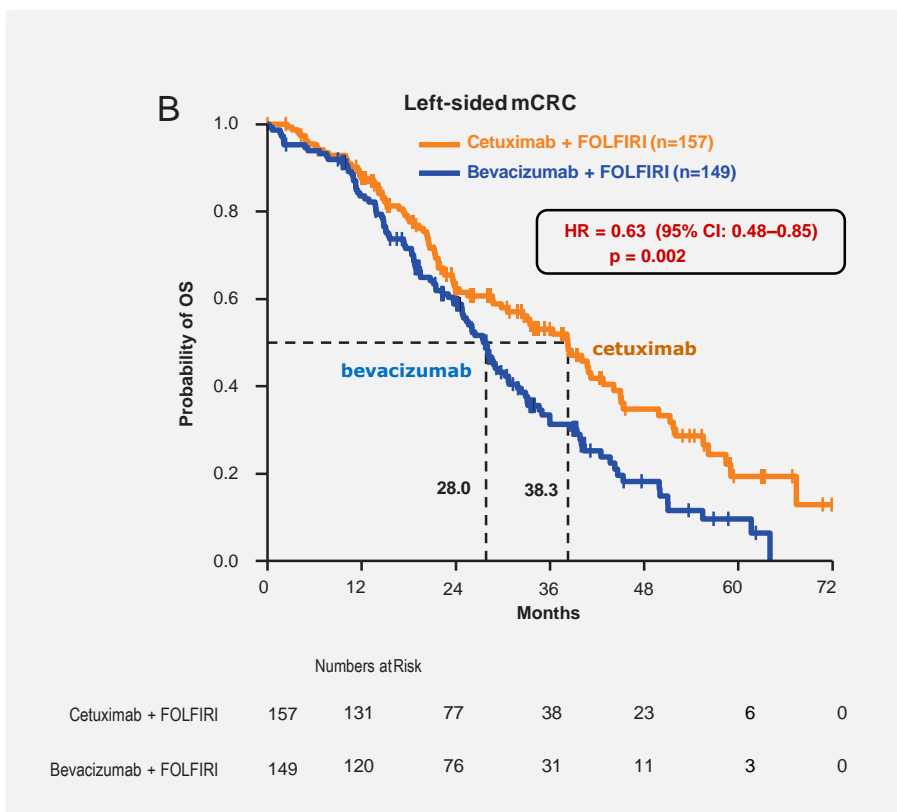 B
Left-sided mCRC
Cetuximab + FOLFIRI (n=157)
Bevacizumab + FOLFIRI (n=149)
HR = 0.63 (95% CI: 0.48–0.85)
p = 0.002
Probability of OS
1.0
0.8
0.6
0.4
0.2
0.0
bevacizumab
cetuximab
28.0
38.3
0 12 24 36 48 60 72
Months
Numbers at Risk
Cetuximab + FOLFIRI 157 131 77 38 23 6 0
Bevacizumab + FOLFIRI 149 120 76 31 11 3 0